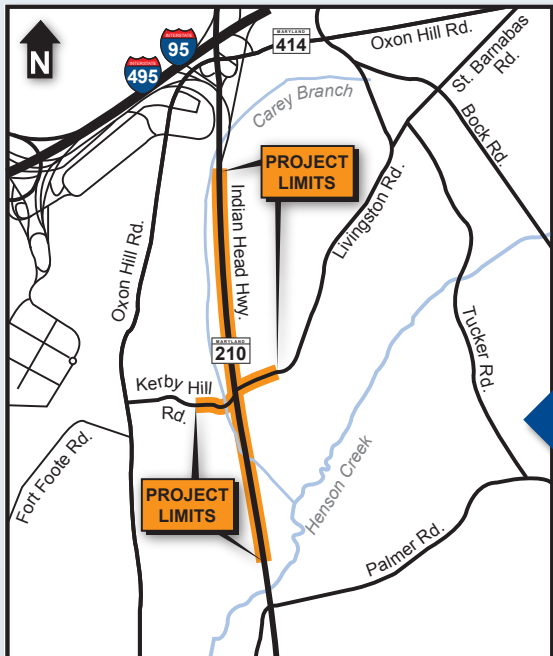 N
INTERSTATE
95
INTERSTATE
495
MARYLAND
414
Oxon Hill Rd.
St. Barnabas
Rd.
Bock Rd.
Carey Branch
PROJECT
LIMITS
Indian Head Hwy.
Livingston Rd.
Oxon Hill Rd.
MARYLAND
210
Tucker Rd.
Kerby Hill
Rd.
Fort Foote Rd.
PROJECT
LIMITS
Henson Creek
Palmer Rd.